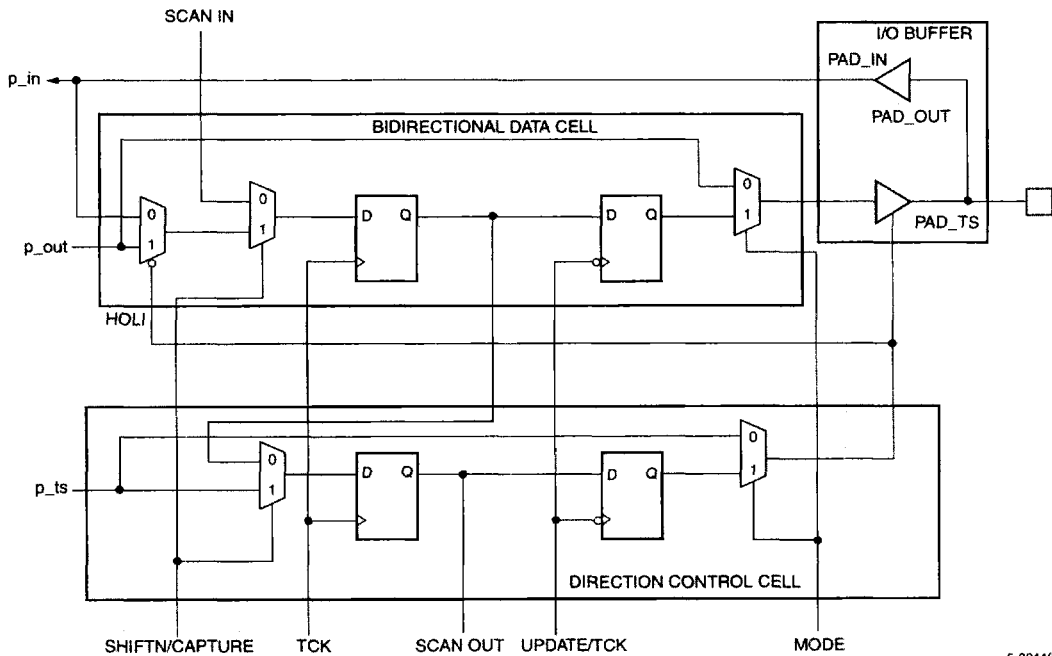 SCAN IN
I/O BUFFER
PAD_IN
p_in
PAD_OUT
BIDIRECTIONAL DATA CELL
0
0
0
D Q
D Q
1
1
1
p_out
PAD_TS
HOLI
0
0
D Q
D Q
1
1
p_ts
DIRECTION CONTROL CELL
SHIFTN/CAPTURE
TCK
SCAN OUT
UPDATE/TCK
MODE